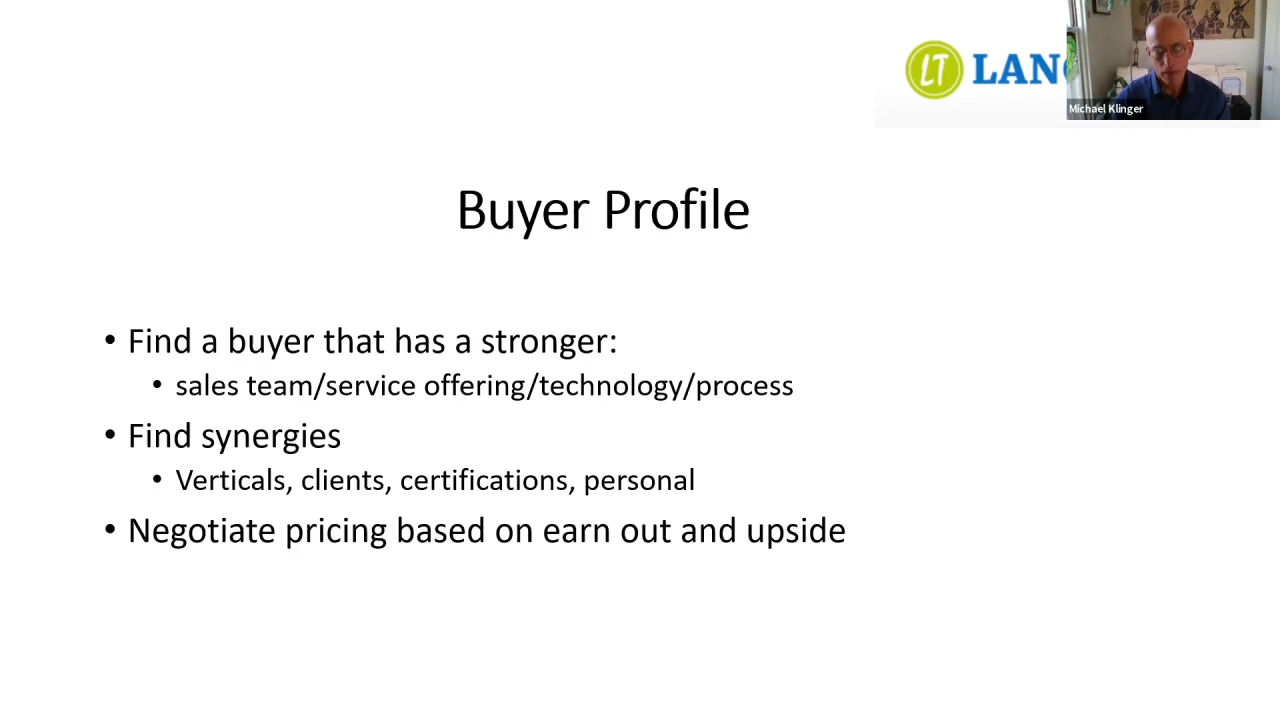 LT LAN
Michael Klinger
Buyer Profile
• Find a buyer that has a stronger:
• sales team/service offering/technology/process
• Find synergies
• Verticals, clients, certifications, personal
• Negotiate pricing based on earn out and upside